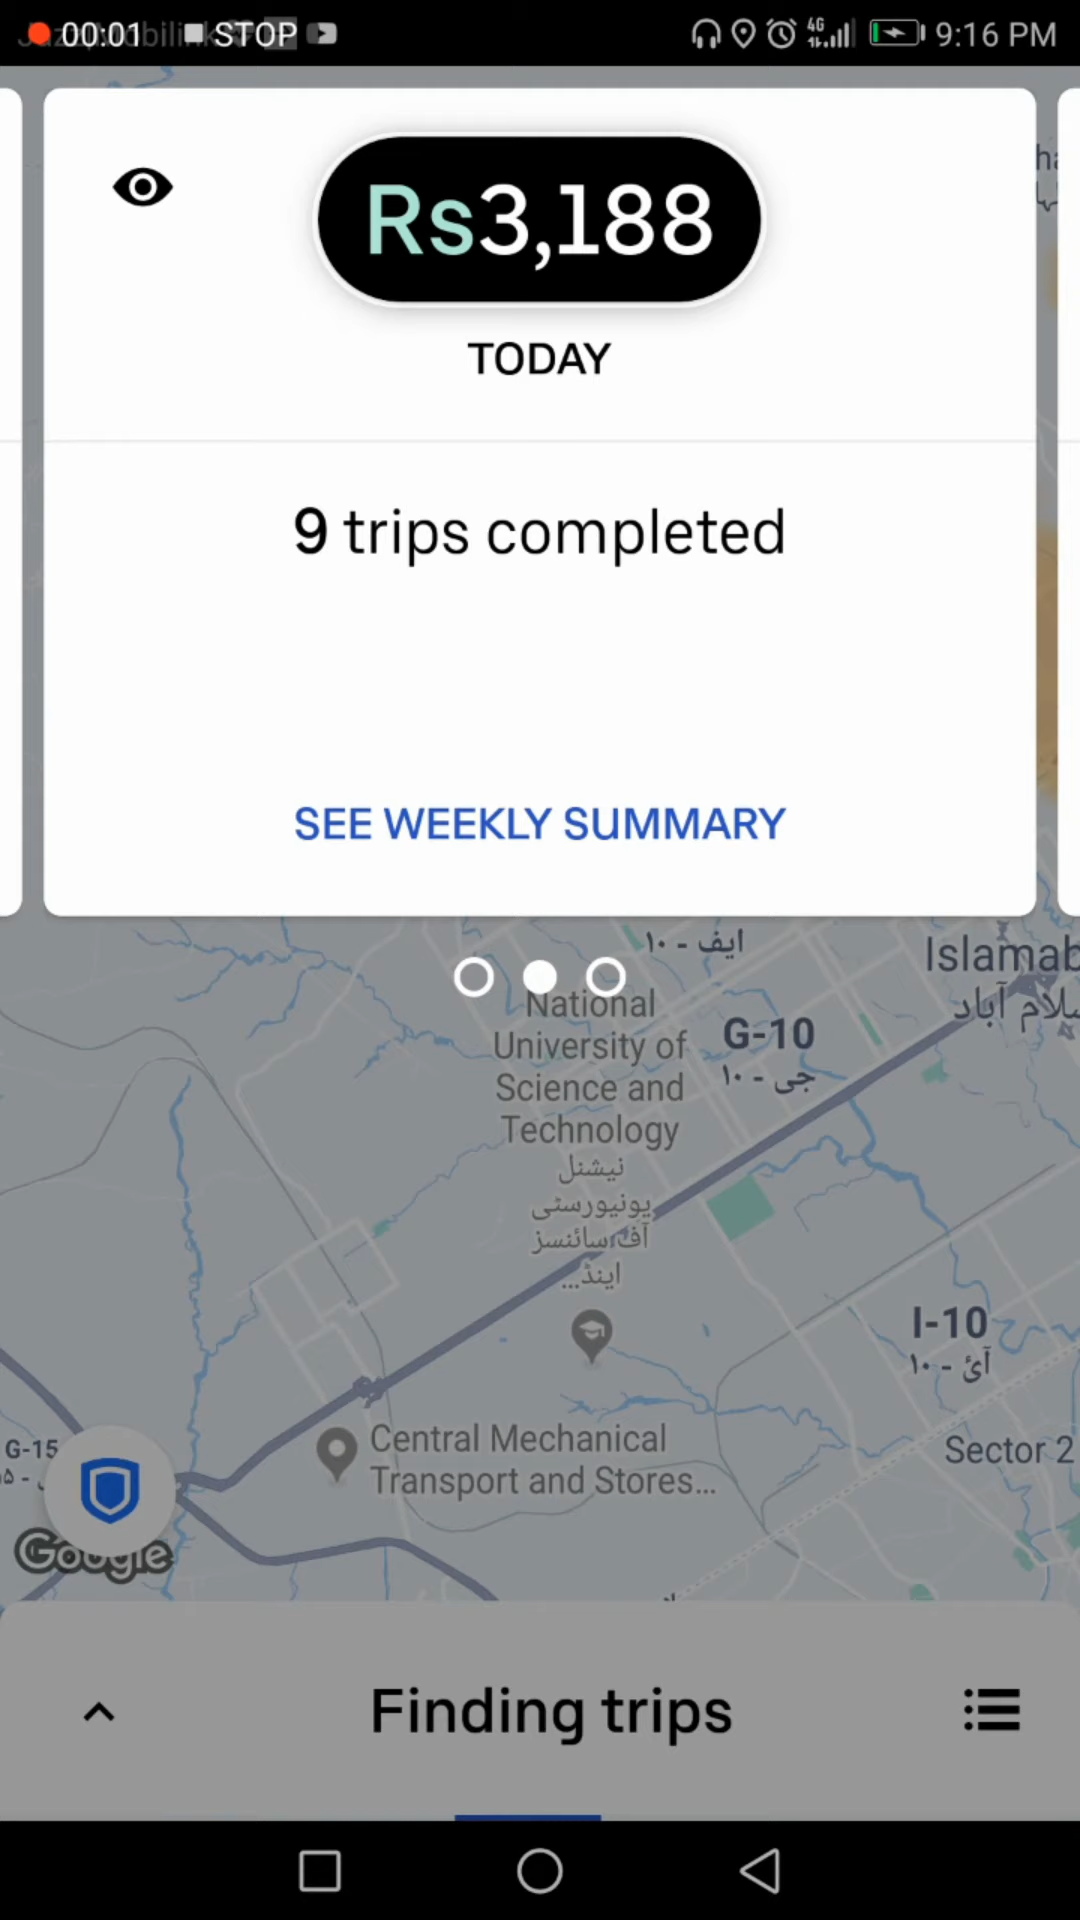 00:01 STOP 4G 9:16 PM
Rs3,188
TODAY
9 trips completed
SEE WEEKLY SUMMARY
ایف - ۱۰
Islamab
National
University of
Science and
Technology
نیشنل
یونیورسٹی
آف سائنسز
اینڈ...
G-10
جی - ۱۰
I-10
آئ - ۱۰
G-15
Central Mechanical
Transport and Stores...
Sector 2
Google
Finding trips